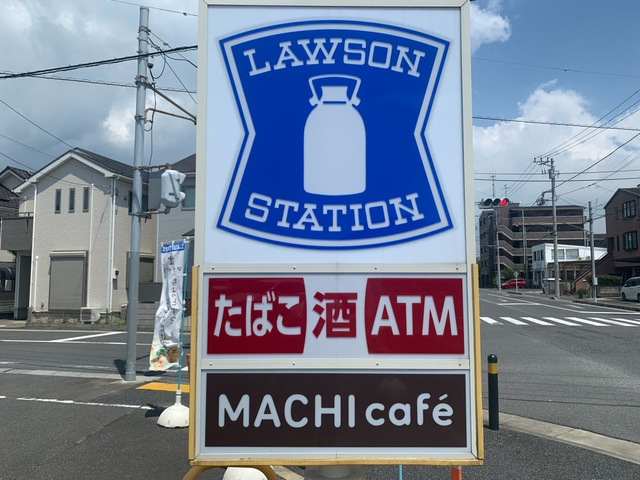 LAWSON
STATION
たばこ 酒 ATM
MACHI café